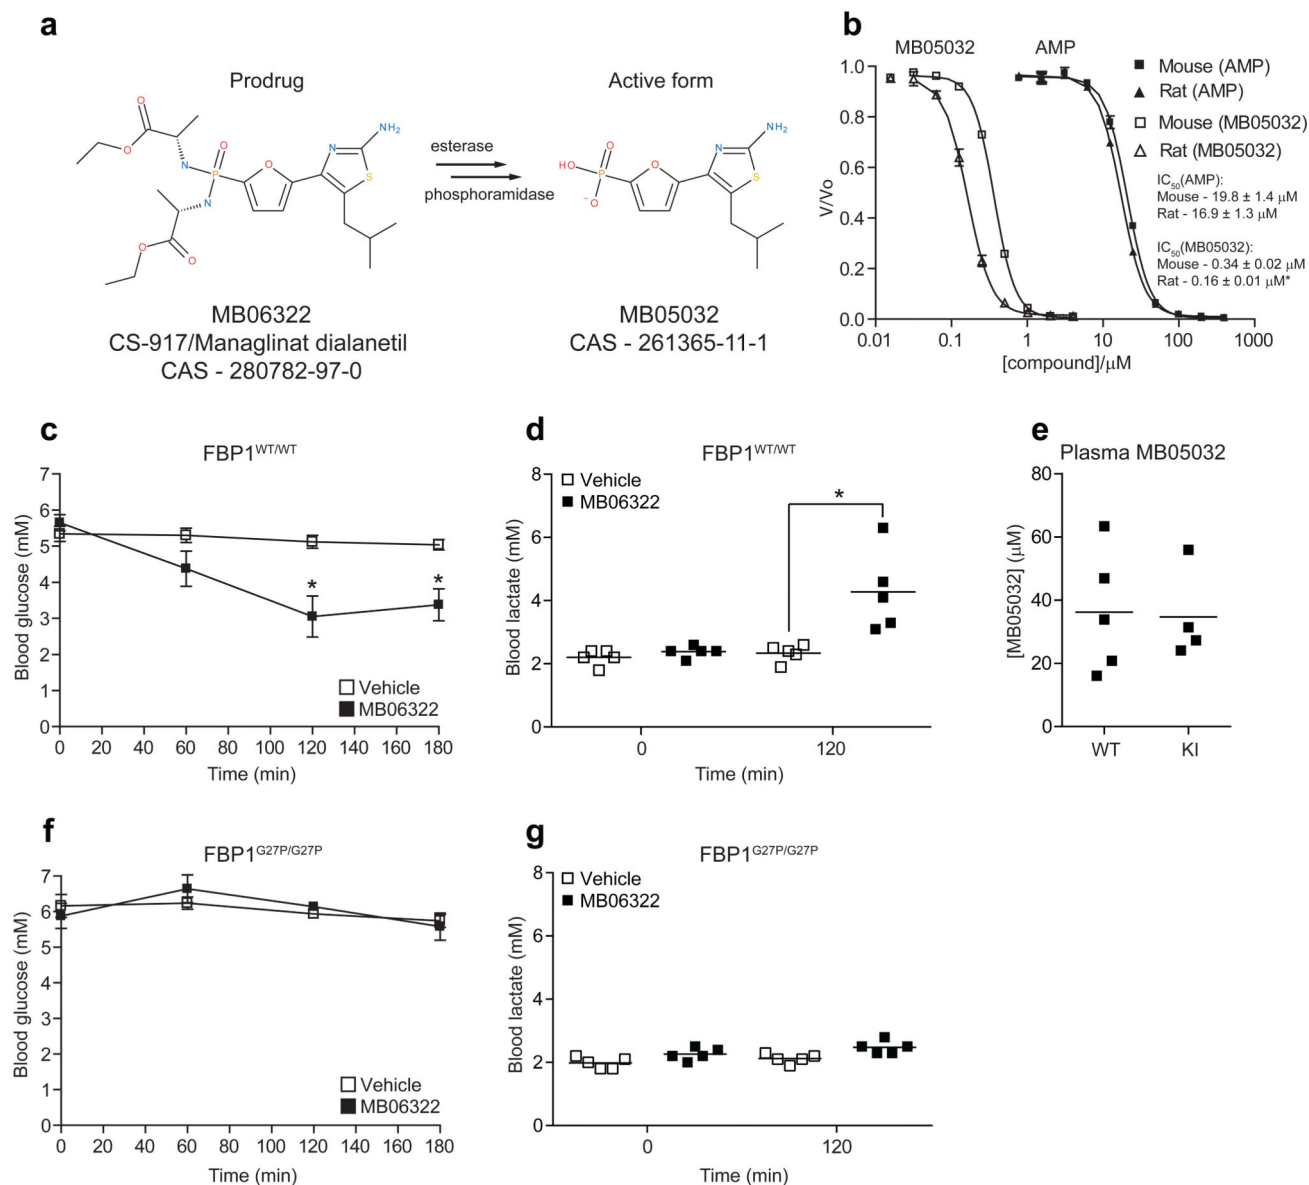 a
Prodrug
Active form
O
O
N
O
P
O
N
NH₂
S
N
O
O
esterase
phosphoramidase
HO
O
P
O⁻
O
N
NH₂
S
MB06322
CS-917/Managlinat dialanetil
CAS - 280782-97-0
MB05032
CAS - 261365-11-1
b
MB05032
AMP
V/Vo
1.0
0.8
0.6
0.4
0.2
0.0
0.01
0.1
1
10
100
1000
[compound]/μM
Mouse (AMP)
Rat (AMP)
Mouse (MB05032)
Rat (MB05032)
IC₅₀(AMP):
Mouse - 19.8 ± 1.4 μM
Rat - 16.9 ± 1.3 μM
IC₅₀(MB05032):
Mouse - 0.34 ± 0.02 μM
Rat - 0.16 ± 0.01 μM*
c
FBP1^WT/WT
Blood glucose (mM)
7
6
5
4
3
2
1
0
* *
Vehicle
MB06322
0 20 40 60 80 100 120 140 160 180
Time (min)
d
FBP1^WT/WT
Vehicle
MB06322
*
Blood lactate (mM)
8
6
4
2
0
0 120
Time (min)
e
Plasma MB05032
[MB05032] (μM)
80
60
40
20
0
WT KI
f
FBP1^G27P/G27P
Blood glucose (mM)
7
6
5
4
3
2
1
0
Vehicle
MB06322
0 20 40 60 80 100 120 140 160 180
Time (min)
g
FBP1^G27P/G27P
Vehicle
MB06322
Blood lactate (mM)
8
6
4
2
0
0 120
Time (min)